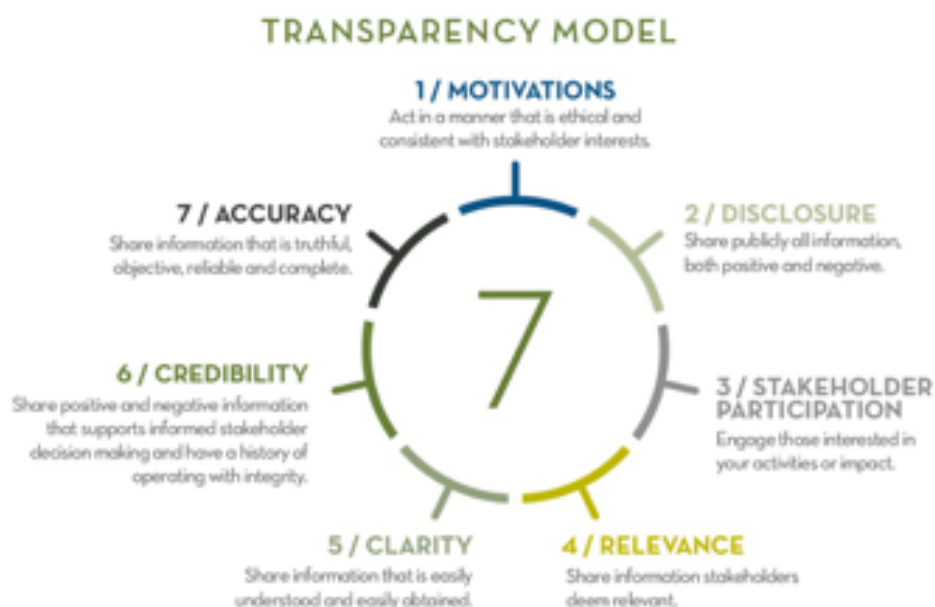 TRANSPARENCY MODEL
1 / MOTIVATIONS
Act in a manner that is ethical and
consistent with stakeholder interests.
2 / DISCLOSURE
Share publicly all information,
both positive and negative.
3 / STAKEHOLDER
PARTICIPATION
Engage those interested in
your activities or impact.
4 / RELEVANCE
Share information stakeholders
deem relevant.
5 / CLARITY
Share information that is easily
understood and easily obtained.
6 / CREDIBILITY
Share positive and negative information
that supports informed stakeholder
decision making and have a history of
operating with integrity.
7 / ACCURACY
Share information that is truthful,
objective, reliable and complete.
7